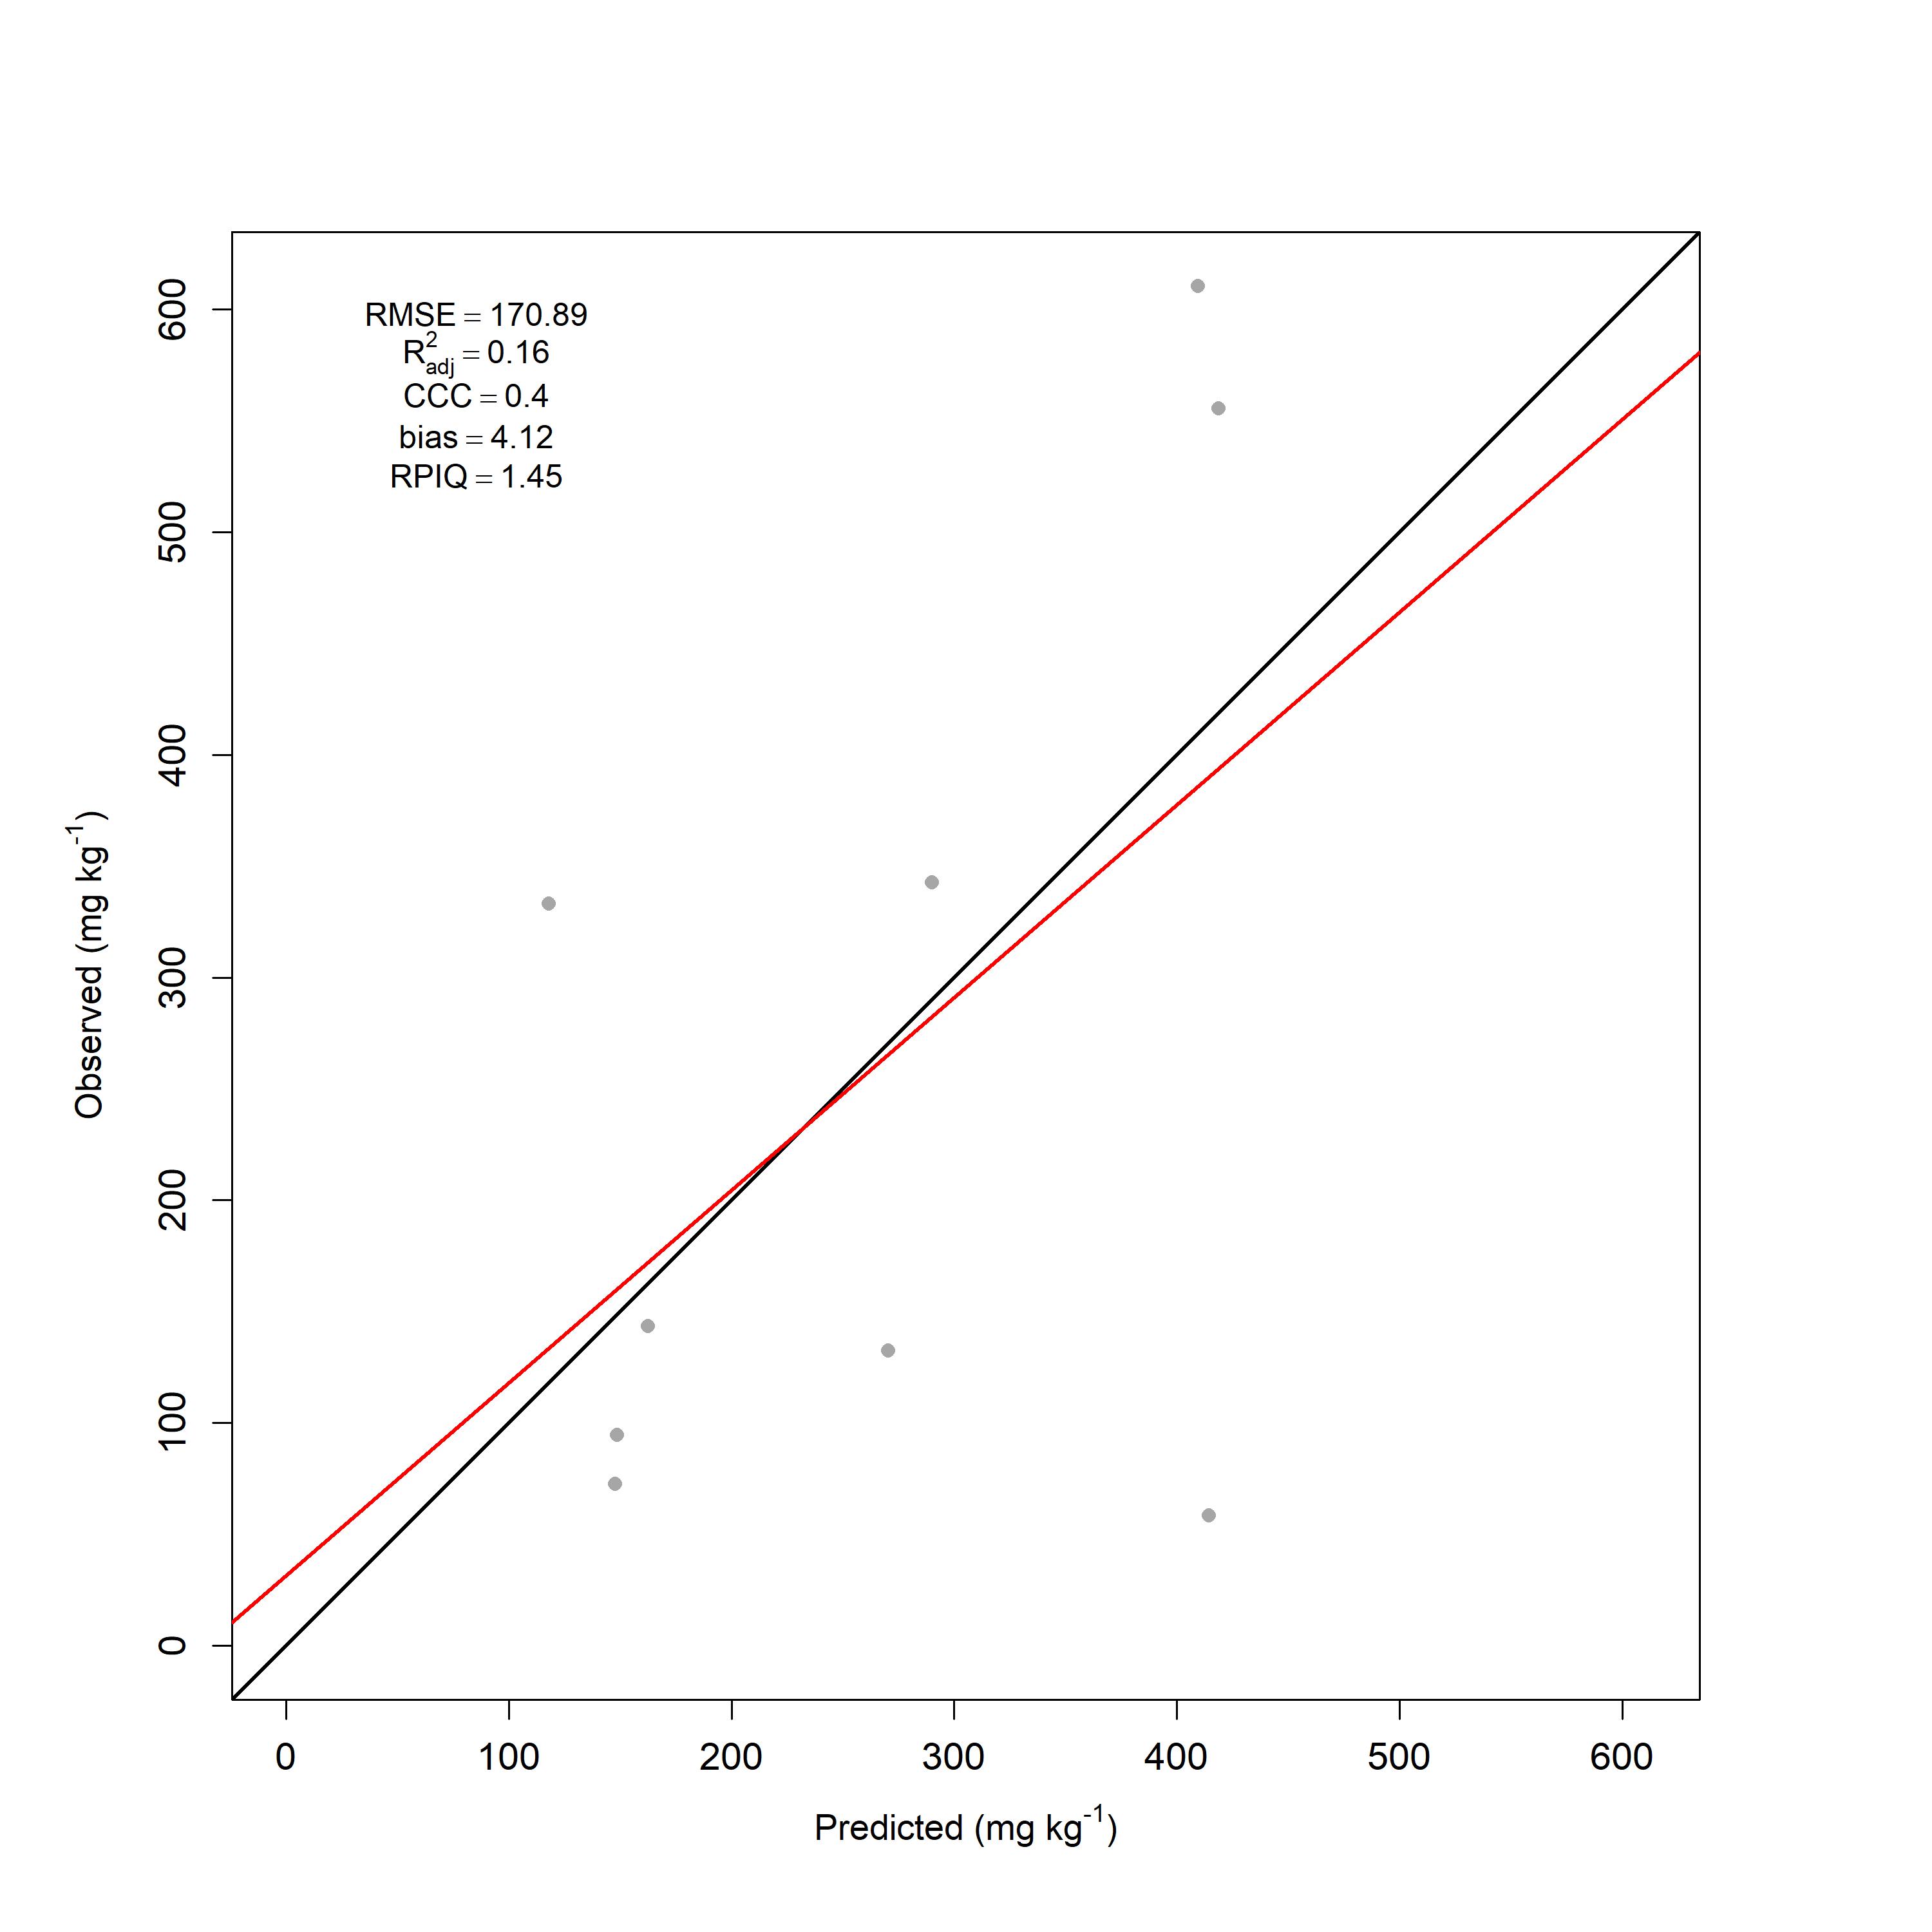 RMSE = 170.89
R²adj = 0.16
CCC = 0.4
bias = 4.12
RPIQ = 1.45
Observed (mg kg⁻¹)
600
500
400
300
200
100
0
0 100 200 300 400 500 600
Predicted (mg kg⁻¹)